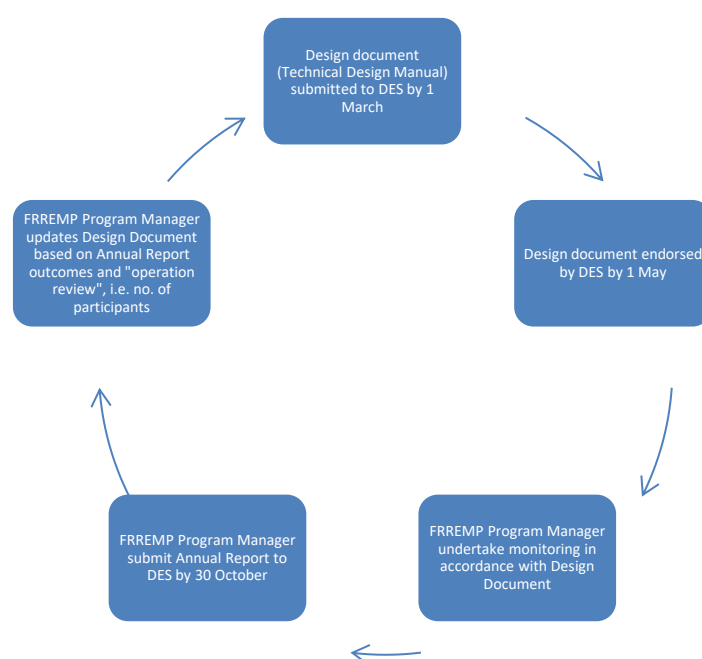 Design document
(Technical Design Manual)
submitted to DES by 1
March
Design document endorsed
by DES by 1 May
FRREMP Program Manager
undertake monitoring in
accordance with Design
Document
FRREMP Program Manager
submit Annual Report to
DES by 30 October
FRREMP Program Manager
updates Design Document
based on Annual Report
outcomes and "operation
review", i.e. no. of
participants